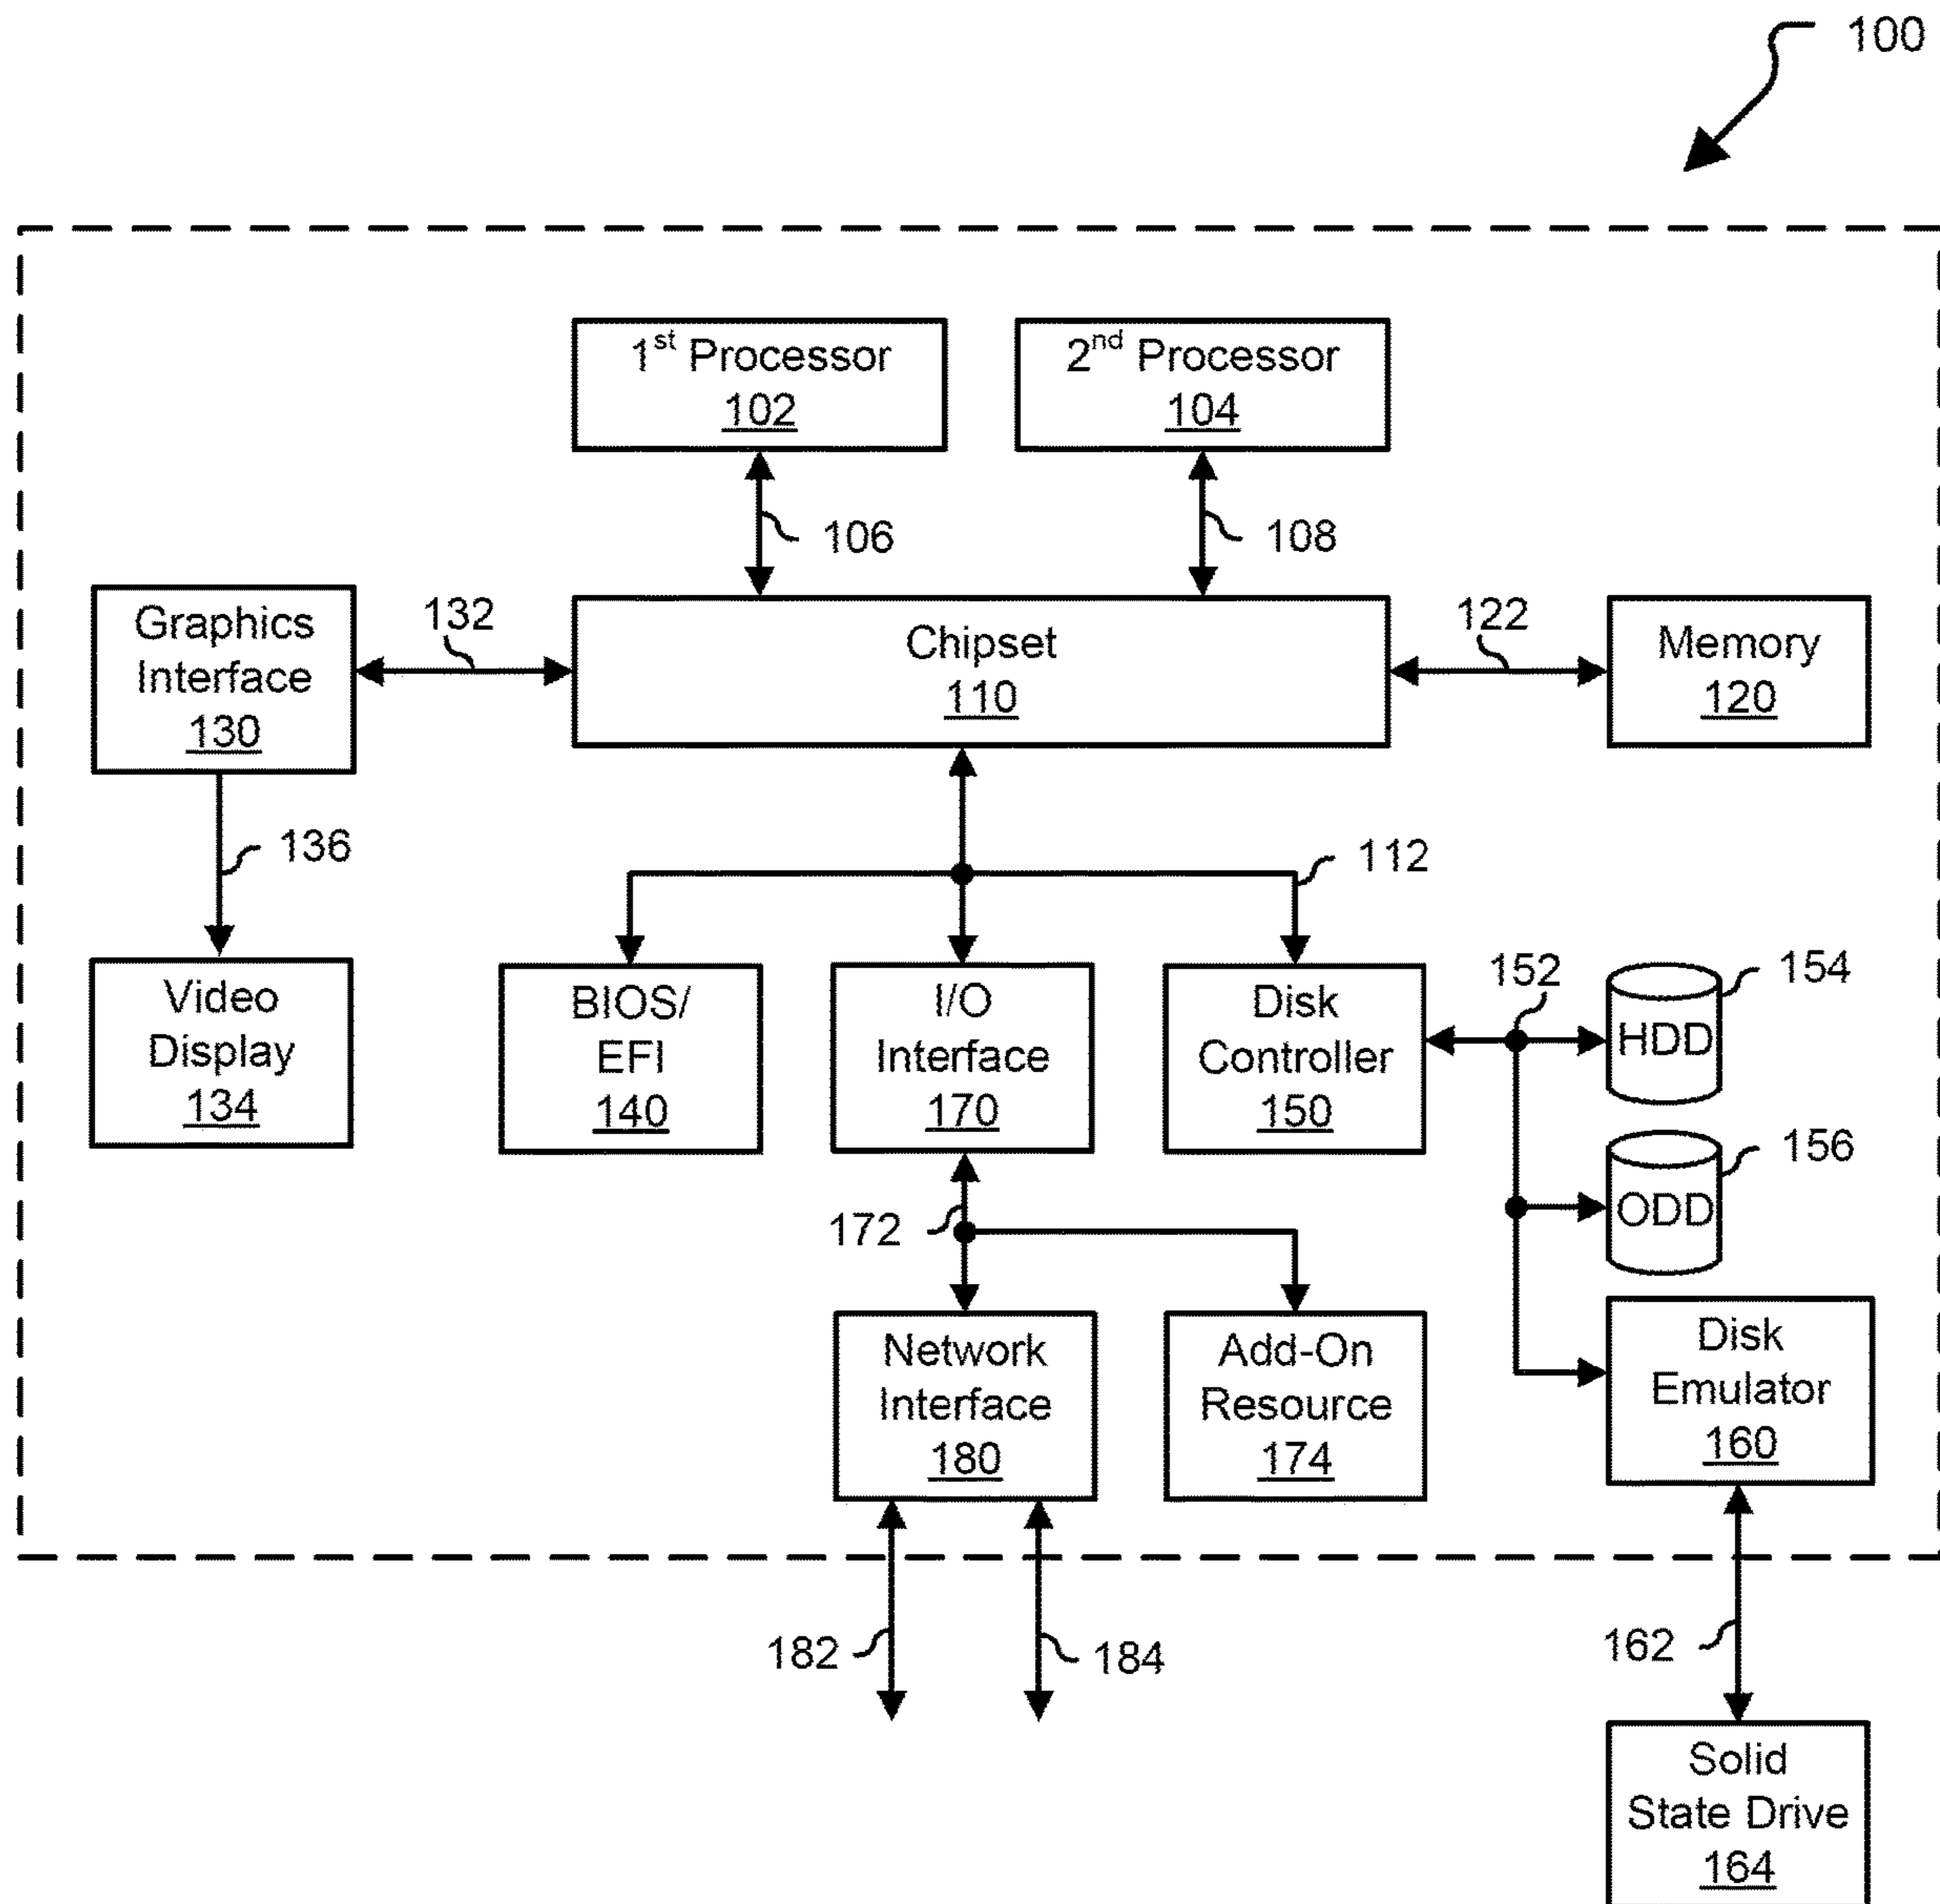 100
1st Processor
102
2nd Processor
104
106
108
Graphics
Interface
130
132
Chipset
110
122
Memory
120
136
112
Video
Display
134
BIOS/
EFI
140
I/O
Interface
170
Disk
Controller
150
152
HDD
154
ODD
156
172
Network
Interface
180
Add-On
Resource
174
Disk
Emulator
160
182
184
162
Solid
State Drive
164